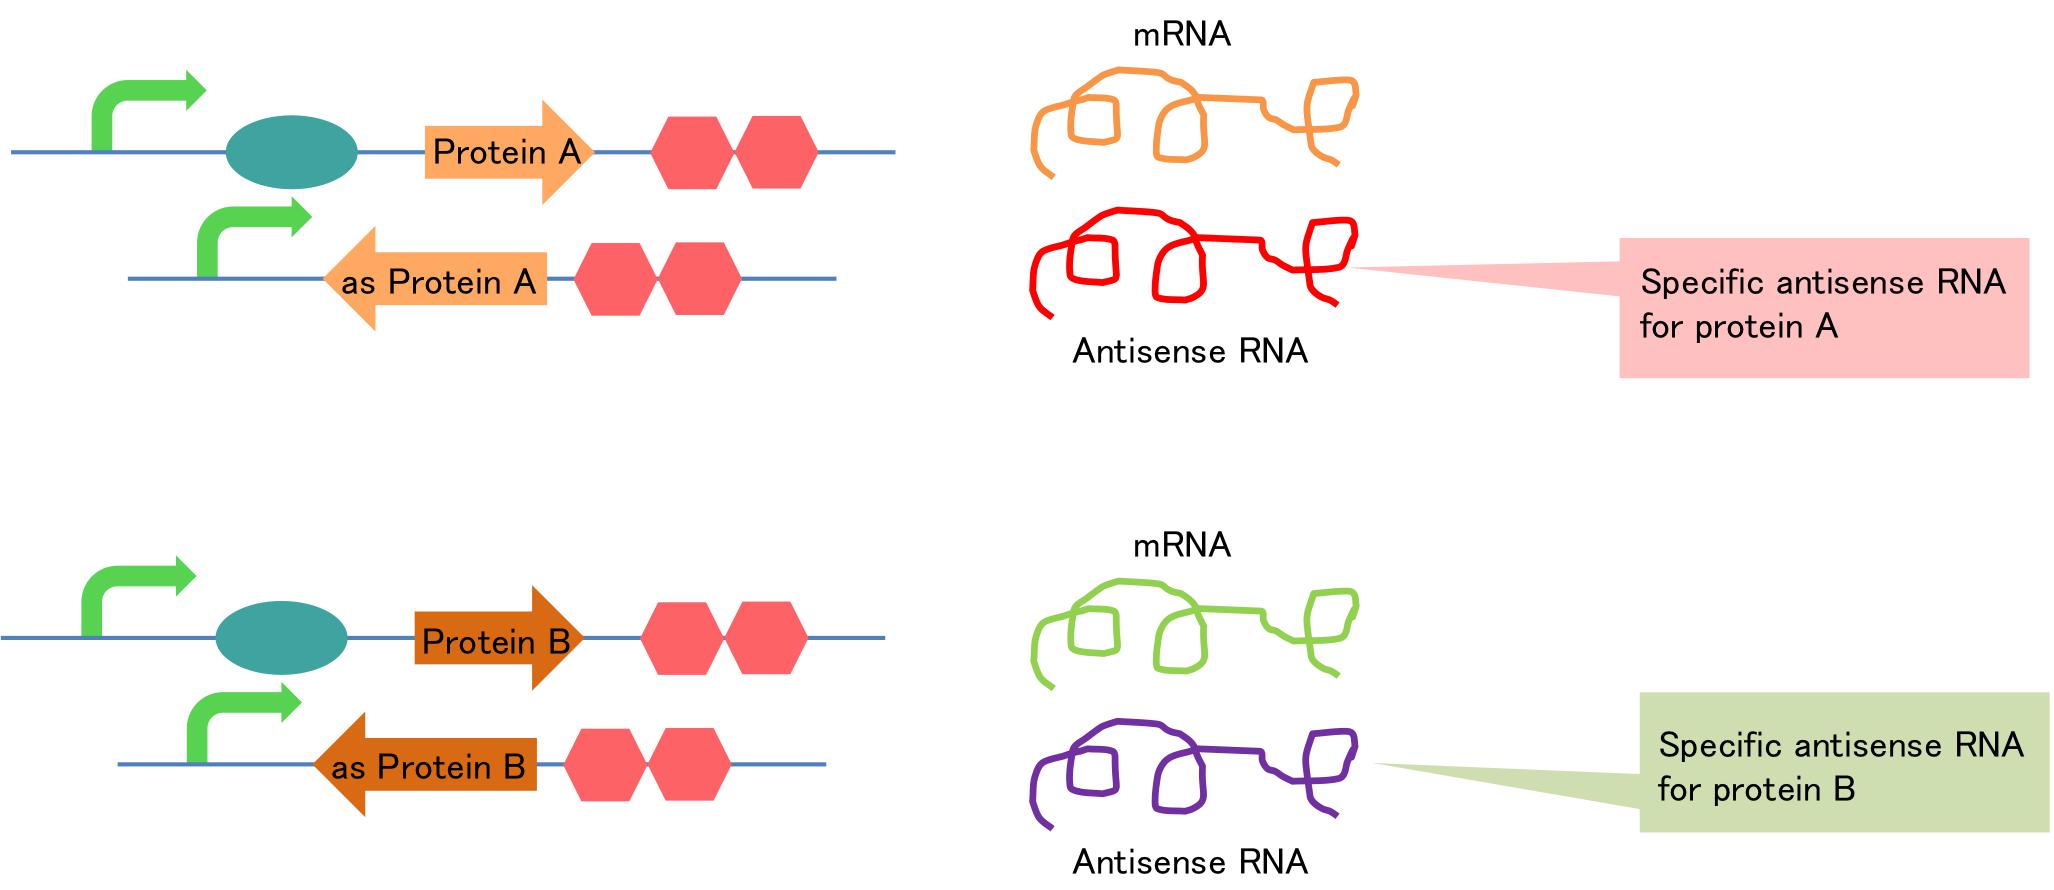 mRNA
Protein A
as Protein A
Specific antisense RNA
for protein A
Antisense RNA
mRNA
Protein B
as Protein B
Specific antisense RNA
for protein B
Antisense RNA